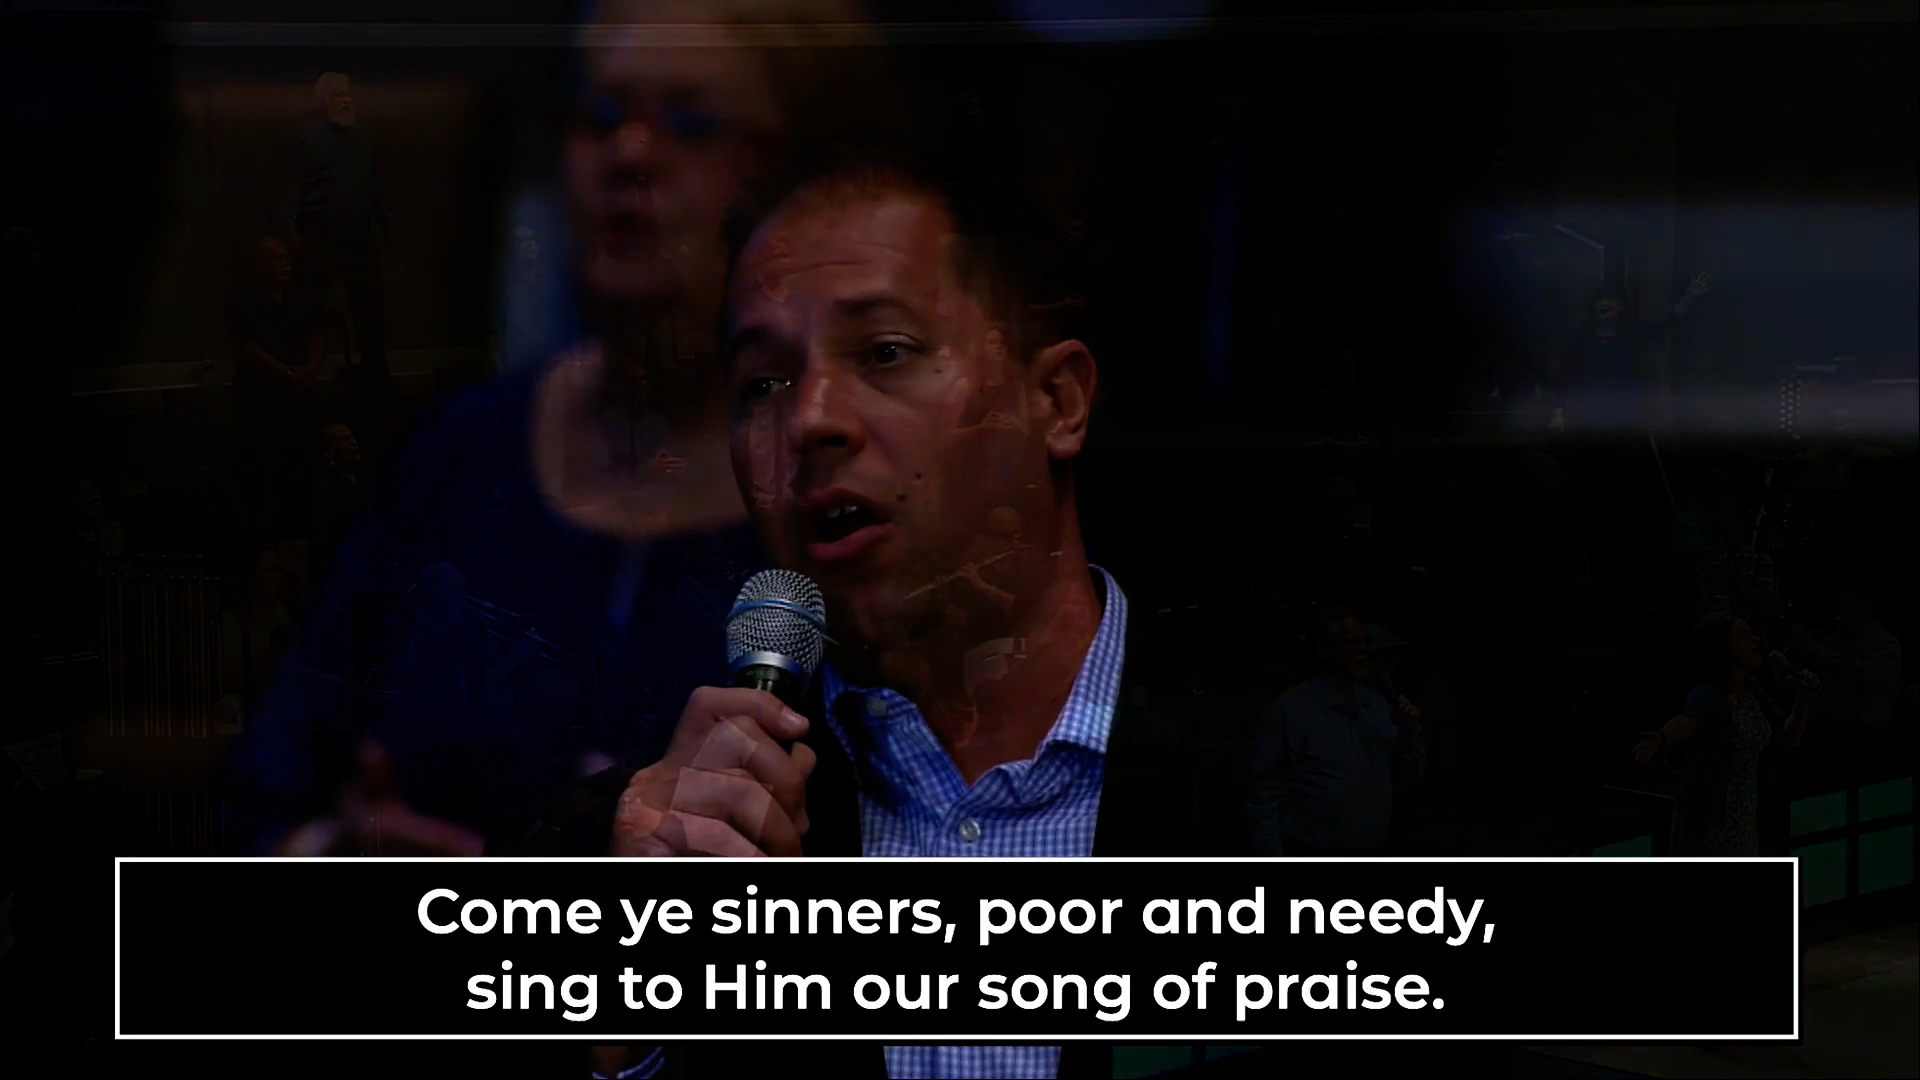 Come ye sinners, poor and needy,
sing to Him our song of praise.